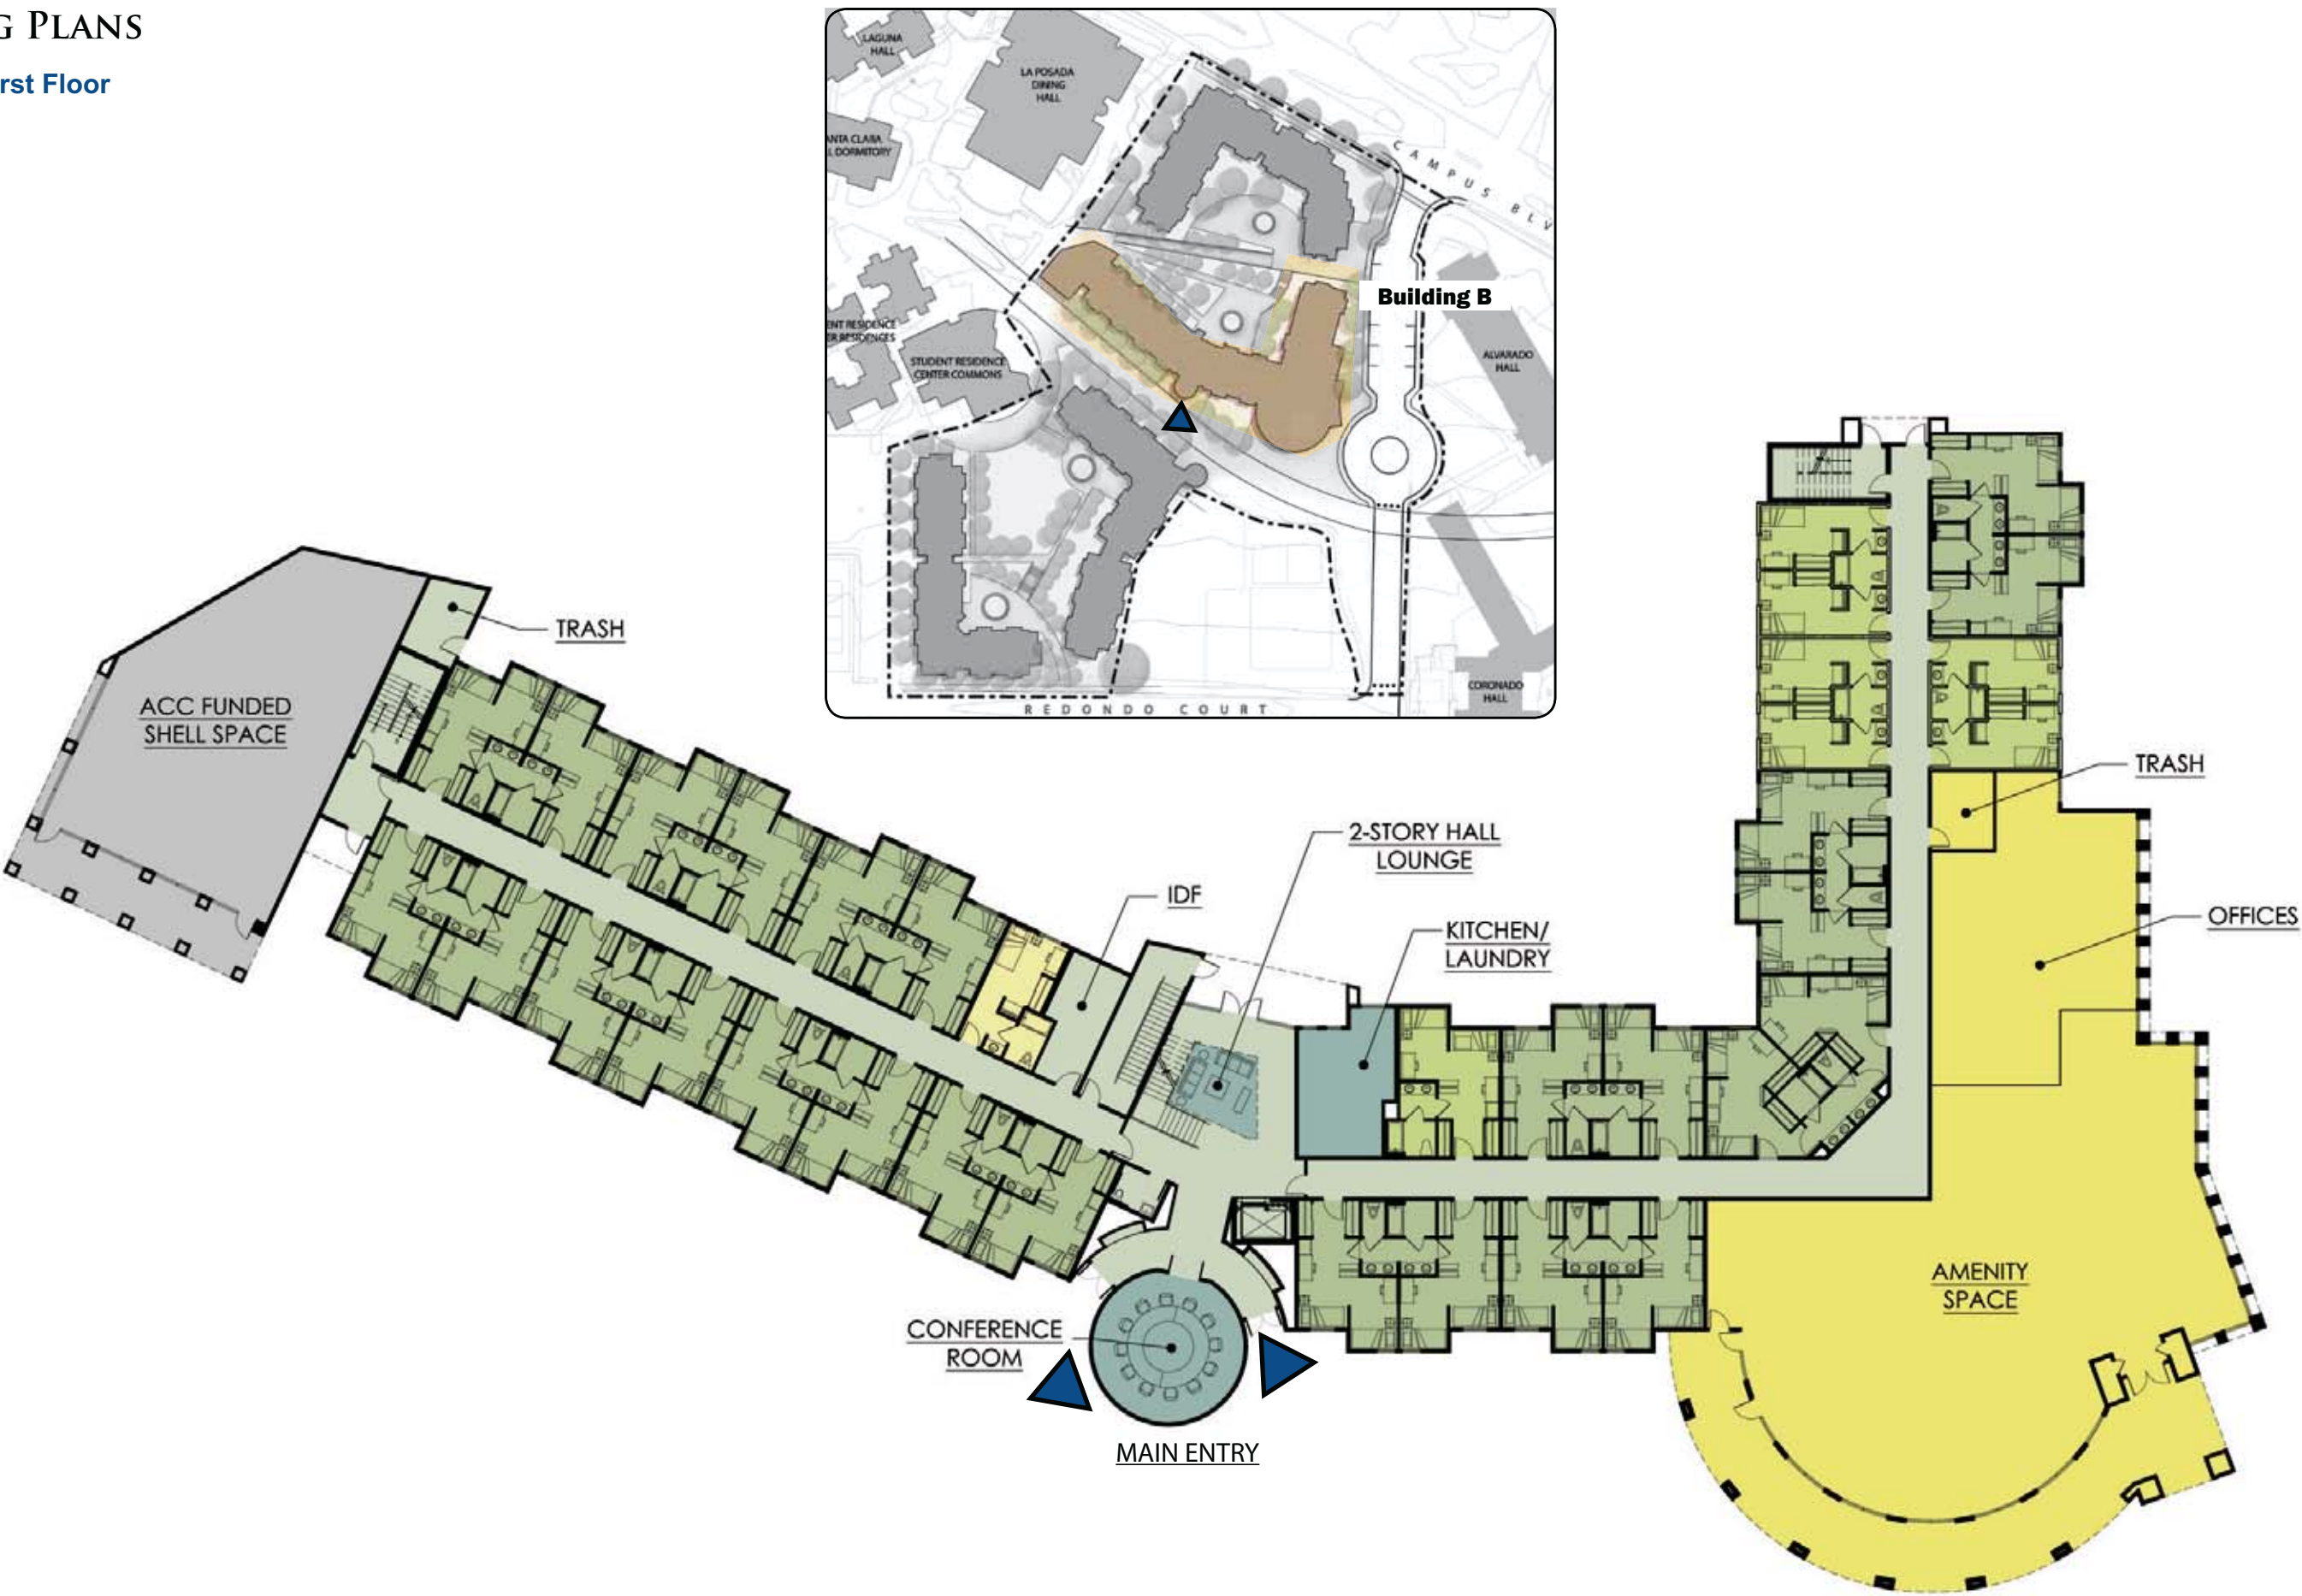 G PLANS
rst Floor
LAGUNA
HALL
LA POSADA
DINING
HALL
ANTA CLARA
L DORMITORY
CAMPUS BLV
Building B
ENT RESIDENCE
ER RESIDENCES
STUDENT RESIDENCE
CENTER COMMONS
ALVARADO
HALL
CORONADO
HALL
REDONDO COURT
TRASH
ACC FUNDED
SHELL SPACE
TRASH
2-STORY HALL
LOUNGE
IDF
KITCHEN/
LAUNDRY
OFFICES
AMENITY
SPACE
CONFERENCE
ROOM
MAIN ENTRY